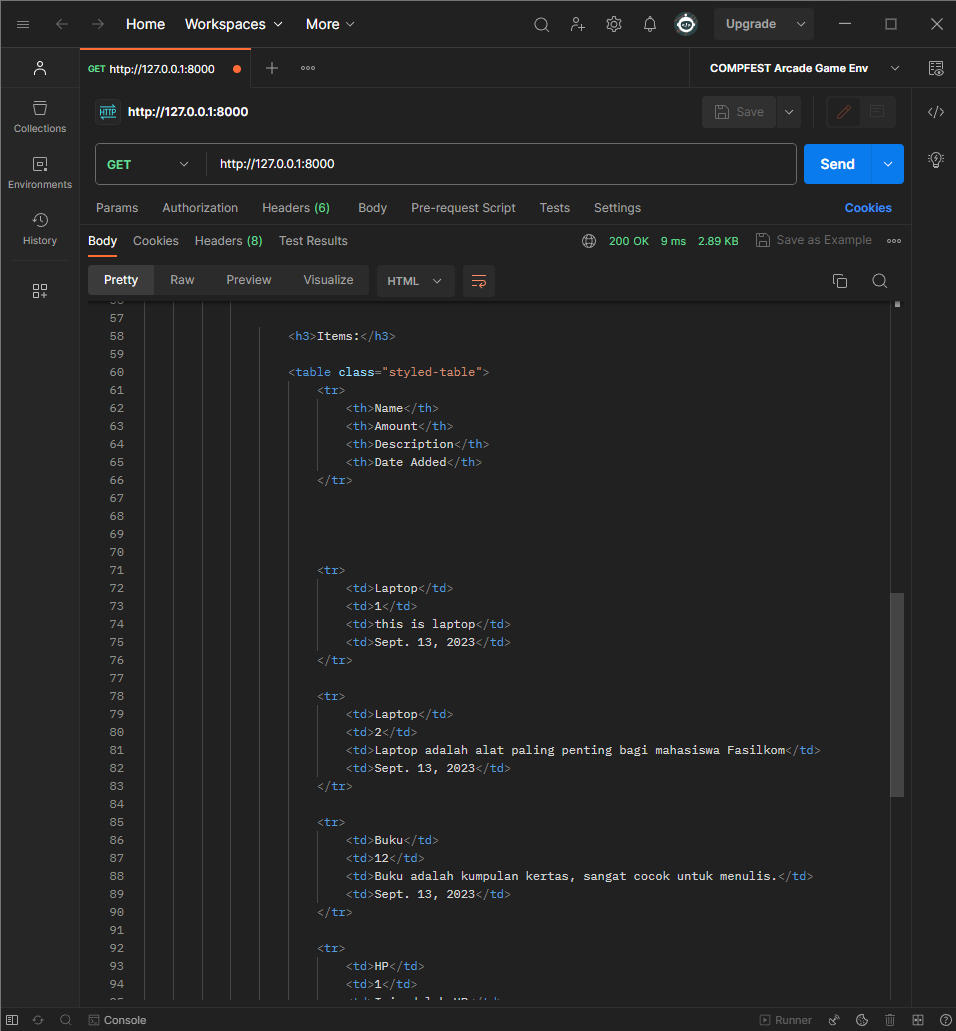 Home Workspaces More Upgrade
GET http://127.0.0.1:8000 COMPFEST Arcade Game Env
HTTP http://127.0.0.1:8000 Save
Collections
Environments
History
GET http://127.0.0.1:8000 Send
Params Authorization Headers (6) Body Pre-request Script Tests Settings Cookies
Body Cookies Headers (8) Test Results 200 OK 9 ms 2.89 KB Save as Example
Pretty Raw Preview Visualize HTML
57
58 <h3>Items:</h3>
59
60 <table class="styled-table">
61 <tr>
62 <th>Name</th>
63 <th>Amount</th>
64 <th>Description</th>
65 <th>Date Added</th>
66 </tr>
67
68
69
70
71 <tr>
72 <td>Laptop</td>
73 <td>1</td>
74 <td>this is laptop</td>
75 <td>Sept. 13, 2023</td>
76 </tr>
77
78 <tr>
79 <td>Laptop</td>
80 <td>2</td>
81 <td>Laptop adalah alat paling penting bagi mahasiswa Fasilkom</td>
82 <td>Sept. 13, 2023</td>
83 </tr>
84
85 <tr>
86 <td>Buku</td>
87 <td>12</td>
88 <td>Buku adalah kumpulan kertas, sangat cocok untuk menulis.</td>
89 <td>Sept. 13, 2023</td>
90 </tr>
91
92 <tr>
93 <td>HP</td>
94 <td>1</td>
Console Runner